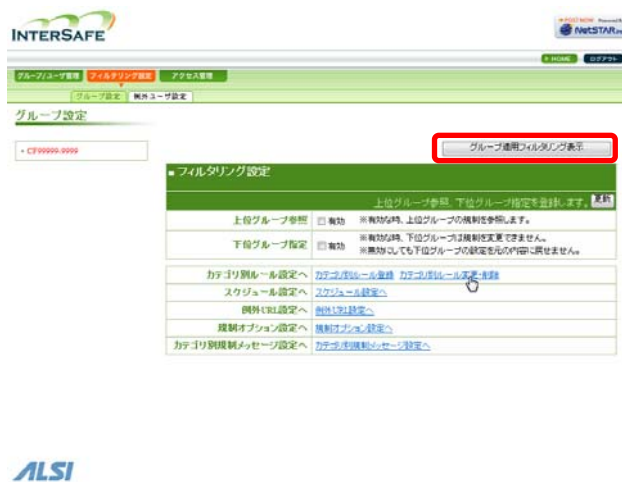 INTERSAFE
NetSTAR
HOME ログアウト
グループ/ユーザ管理 フィルタリング設定 アクセス管理
グループ設定 例外ユーザ設定
グループ設定
グループ適用フィルタリング表示
・CF99999-9999
■ フィルタリング設定
上位グループ参照、下位グループ指定を登録します。 更新
上位グループ参照 有効 ※有効な時、上位グループの規制を参照します。
下位グループ指定 有効 ※有効な時、下位グループは規制を変更できません。
※無効にしても下位グループの設定を元の内容に戻せません。
カテゴリ別ルール設定へ カテゴリ別ルール登録 カテゴリ別ルール変更・削除
スケジュール設定へ スケジュール設定へ
例外URL設定へ 例外URL設定へ
規制オプション設定へ 規制オプション設定へ
カテゴリ別規制メッセージ設定へ カテゴリ別規制メッセージ設定へ
ALSI